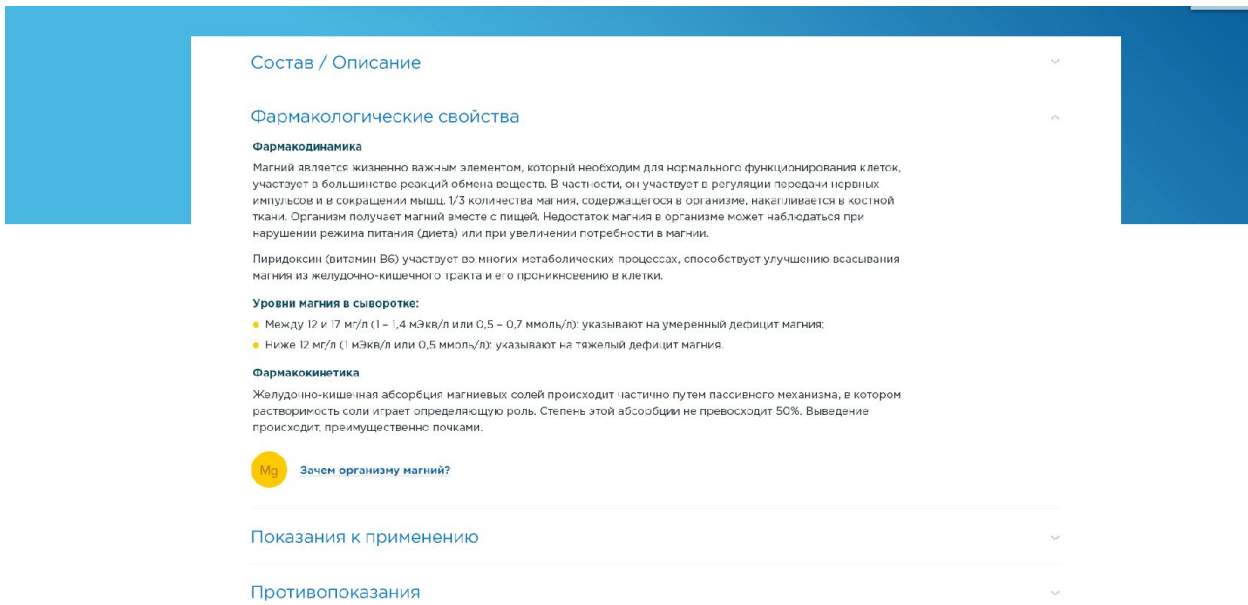 Состав / Описание
Фармакологические свойства
Фармакодинамика
Магний является жизненно важным элементом, который необходим для нормального функционирования клеток,
участвует в большинстве реакций обмена веществ. В частности, он участвует в регуляции передачи нервных
импульсов и в сокращении мышц. 1/3 количества магния, содержащегося в организме, накапливается в костной
ткани. Организм получает магний вместе с пищей. Недостаток магния в организме может наблюдаться при
нарушении режима питания (диета) или при увеличении потребности в магнии.
Пиридоксин (витамин В6) участвует во многих метаболических процессах, способствует улучшению всасывания
магния из желудочно-кишечного тракта и его проникновению в клетки.
Уровни магния в сыворотке:
Между 12 и 17 мг/л (1 – 1,4 мЭкв/л или 0,5 – 0,7 ммоль/л): указывают на умеренный дефицит магния;
Ниже 12 мг/л (1 мЭкв/л или 0,5 ммоль/л): указывают на тяжелый дефицит магния.
Фармакокинетика
Желудочно-кишечная абсорбция магниевых солей происходит частично путем пассивного механизма, в котором
растворимость соли играет определяющую роль. Степень этой абсорбции не превосходит 50%. Выведение
происходит, преимущественно почками.
Mg Зачем организму магний?
Показания к применению
Противопоказания